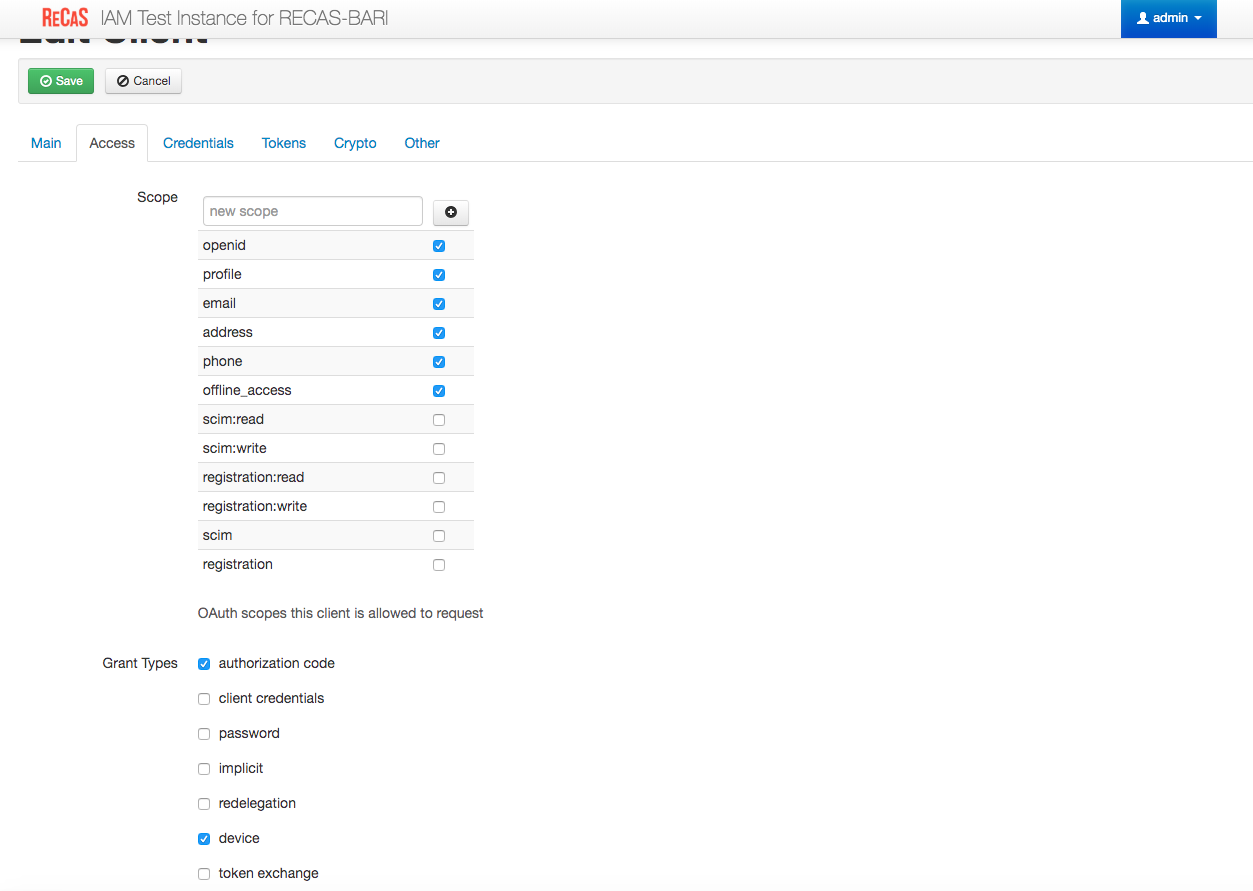 ReCaS IAM Test Instance for RECAS-BARI
admin
Edit Client
Save Cancel
Main Access Credentials Tokens Crypto Other
Scope
new scope
openid
profile
email
address
phone
offline_access
scim:read
scim:write
registration:read
registration:write
scim
registration
OAuth scopes this client is allowed to request
Grant Types authorization code
client credentials
password
implicit
redelegation
device
token exchange